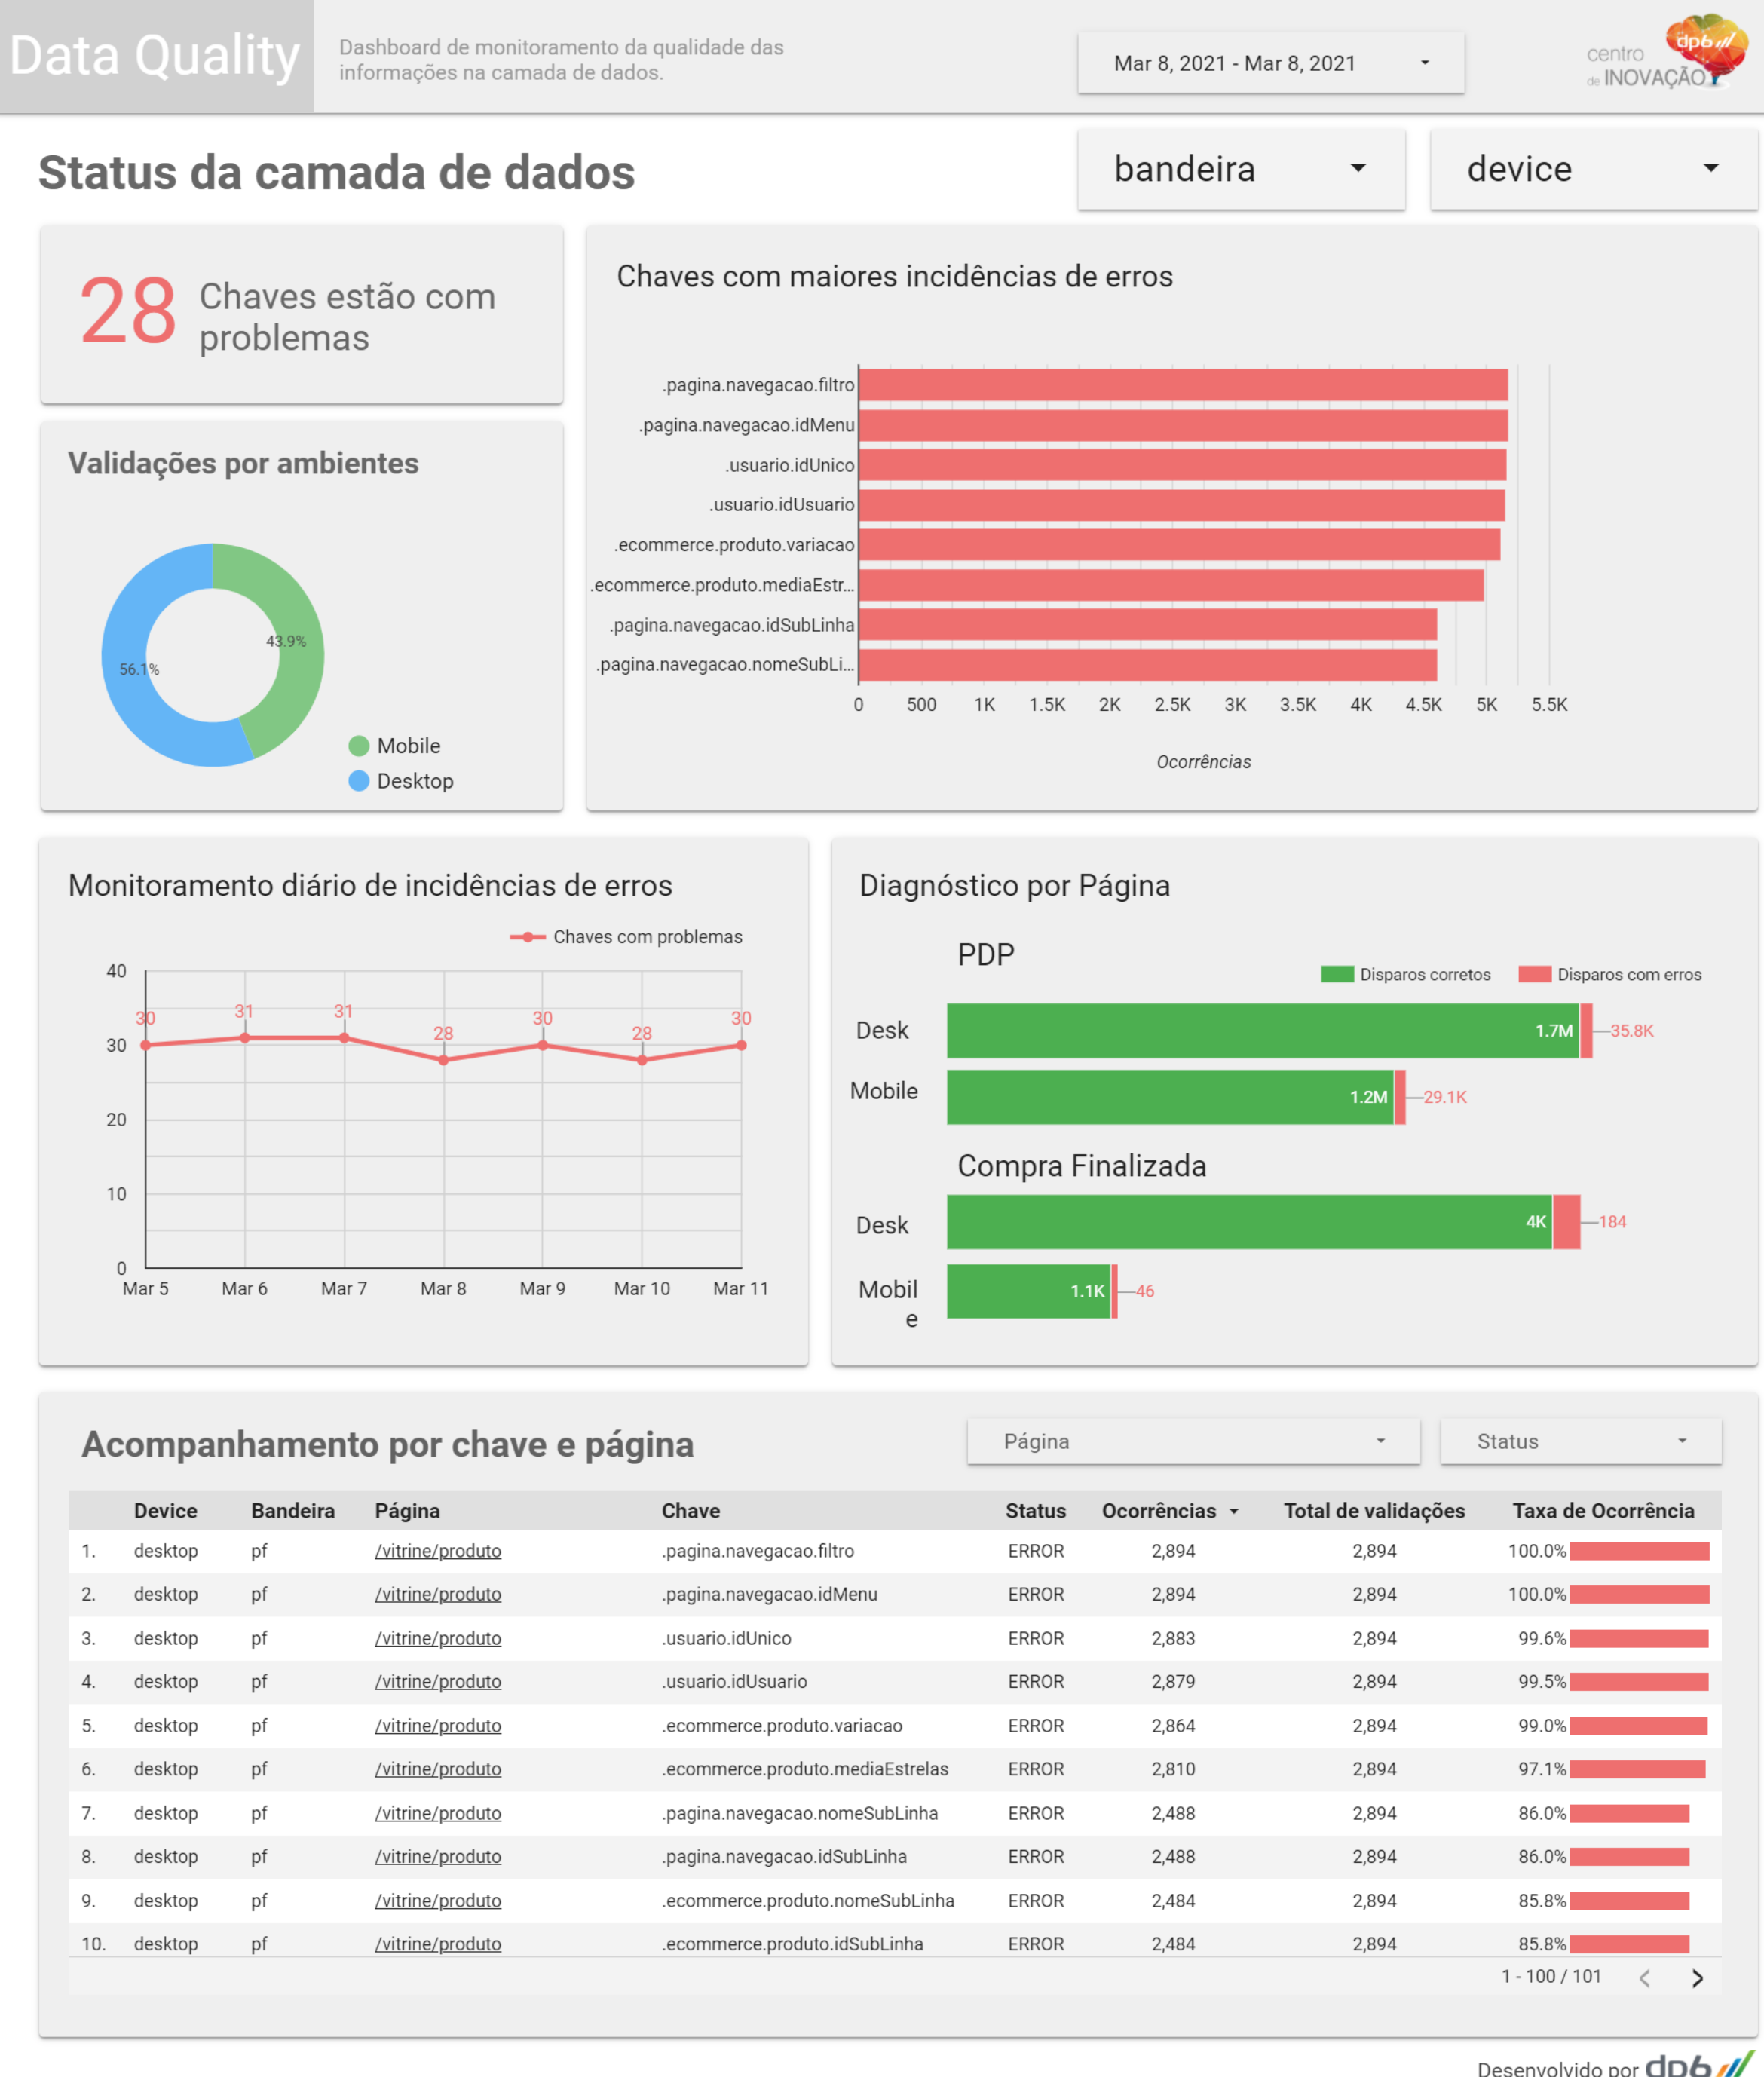 Data Quality
Dashboard de monitoramento da qualidade das
informações na camada de dados.
Mar 8, 2021 - Mar 8, 2021
centro
de INOVAÇÃO
dp6
Status da camada de dados
bandeira
device
28
Chaves estão com
problemas
Validações por ambientes
43.9%
56.1%
Mobile
Desktop
Chaves com maiores incidências de erros
.pagina.navegacao.filtro
.pagina.navegacao.idMenu
.usuario.idUnico
.usuario.idUsuario
.ecommerce.produto.variacao
.ecommerce.produto.mediaEstr...
.pagina.navegacao.idSubLinha
.pagina.navegacao.nomeSubLi...
0 500 1K 1.5K 2K 2.5K 3K 3.5K 4K 4.5K 5K 5.5K
Ocorrências
Monitoramento diário de incidências de erros
Chaves com problemas
40
30
20
10
0
30 31 31 28 30 28 30
Mar 5 Mar 6 Mar 7 Mar 8 Mar 9 Mar 10 Mar 11
Diagnóstico por Página
PDP
Disparos corretos Disparos com erros
Desk 1.7M 35.8K
Mobile 1.2M 29.1K
Compra Finalizada
Desk 4K 184
Mobil 1.1K 46
e
Acompanhamento por chave e página
Página
Status
Device Bandeira Página Chave Status Ocorrências Total de validações Taxa de Ocorrência
1. desktop pf /vitrine/produto .pagina.navegacao.filtro ERROR 2,894 2,894 100.0%
2. desktop pf /vitrine/produto .pagina.navegacao.idMenu ERROR 2,894 2,894 100.0%
3. desktop pf /vitrine/produto .usuario.idUnico ERROR 2,883 2,894 99.6%
4. desktop pf /vitrine/produto .usuario.idUsuario ERROR 2,879 2,894 99.5%
5. desktop pf /vitrine/produto .ecommerce.produto.variacao ERROR 2,864 2,894 99.0%
6. desktop pf /vitrine/produto .ecommerce.produto.mediaEstrelas ERROR 2,810 2,894 97.1%
7. desktop pf /vitrine/produto .pagina.navegacao.nomeSubLinha ERROR 2,488 2,894 86.0%
8. desktop pf /vitrine/produto .pagina.navegacao.idSubLinha ERROR 2,488 2,894 86.0%
9. desktop pf /vitrine/produto .ecommerce.produto.nomeSubLinha ERROR 2,484 2,894 85.8%
10. desktop pf /vitrine/produto .ecommerce.produto.idSubLinha ERROR 2,484 2,894 85.8%
1 - 100 / 101
Desenvolvido por dp6